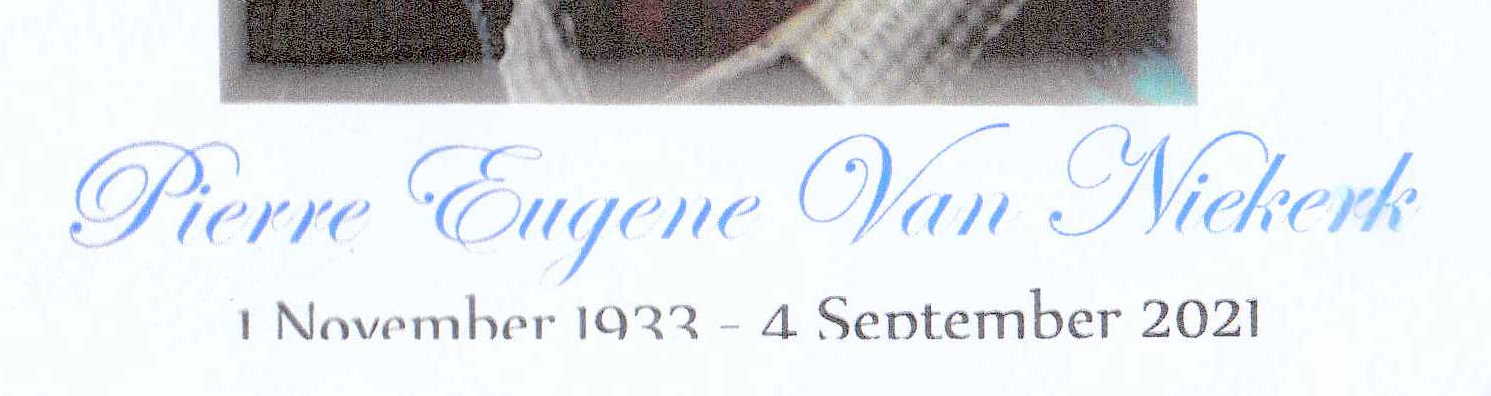 Pierre Eugene Van Niekerk
1 November 1933 - 4 September 2021